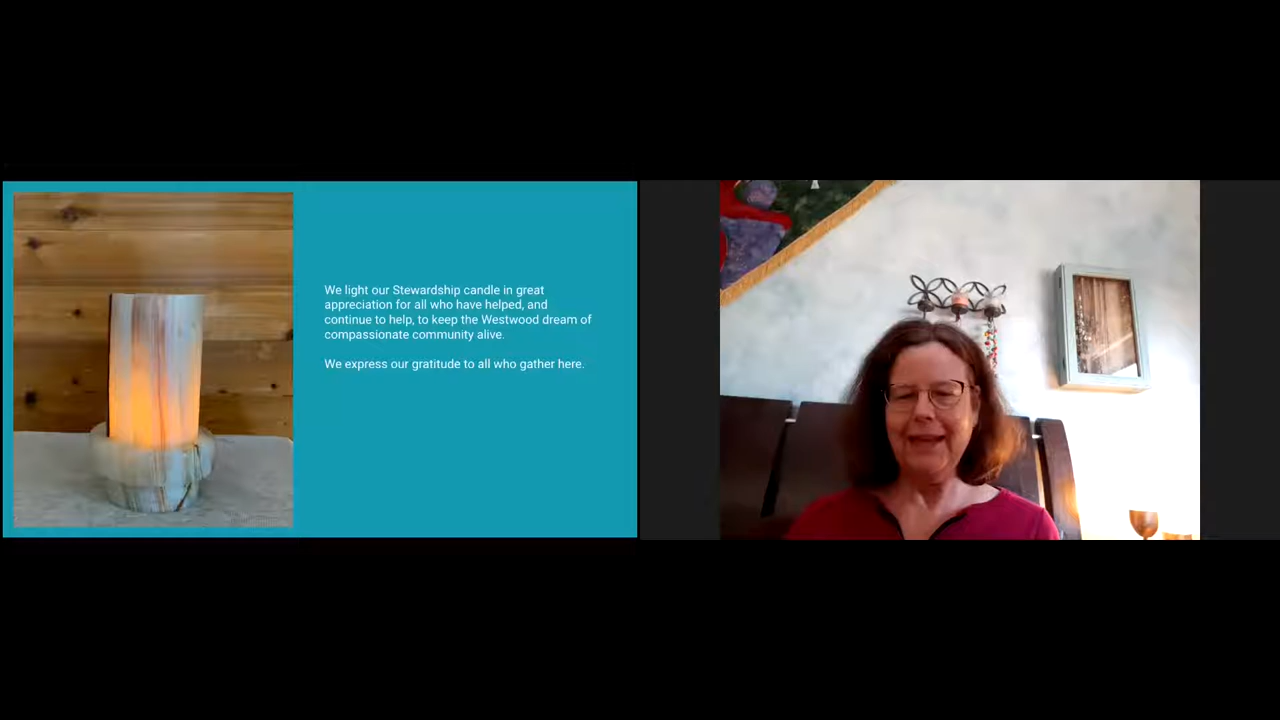 We light our Stewardship candle in great
appreciation for all who have helped, and
continue to help, to keep the Westwood dream of
compassionate community alive.
We express our gratitude to all who gather here.